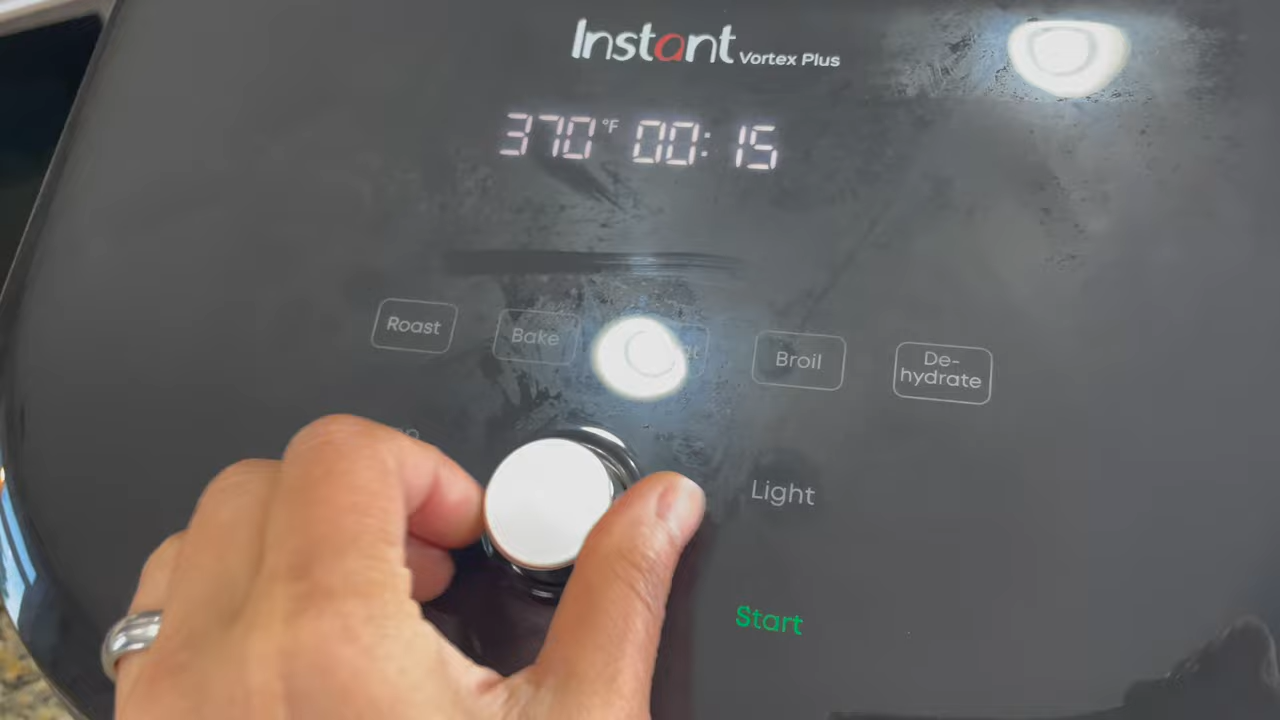 Instant Vortex Plus
370°F 00:15
Roast Bake Broil De-
hydrate
Light
Start